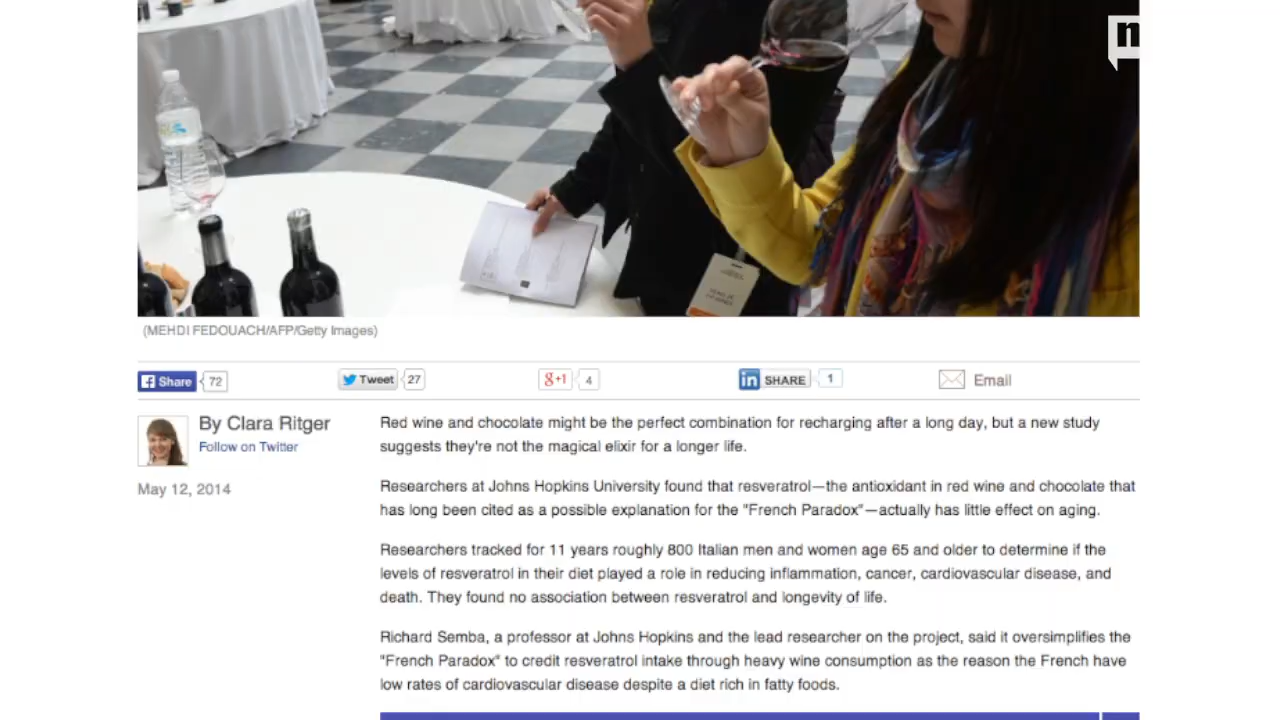 n
(MEHDI FEDOUACH/AFP/Getty Images)
Share 72
Tweet 27
g+1 4
in SHARE 1
Email
By Clara Ritger
Follow on Twitter
May 12, 2014
Red wine and chocolate might be the perfect combination for recharging after a long day, but a new study
suggests they're not the magical elixir for a longer life.
Researchers at Johns Hopkins University found that resveratrol—the antioxidant in red wine and chocolate that
has long been cited as a possible explanation for the "French Paradox"—actually has little effect on aging.
Researchers tracked for 11 years roughly 800 Italian men and women age 65 and older to determine if the
levels of resveratrol in their diet played a role in reducing inflammation, cancer, cardiovascular disease, and
death. They found no association between resveratrol and longevity of life.
Richard Semba, a professor at Johns Hopkins and the lead researcher on the project, said it oversimplifies the
"French Paradox" to credit resveratrol intake through heavy wine consumption as the reason the French have
low rates of cardiovascular disease despite a diet rich in fatty foods.